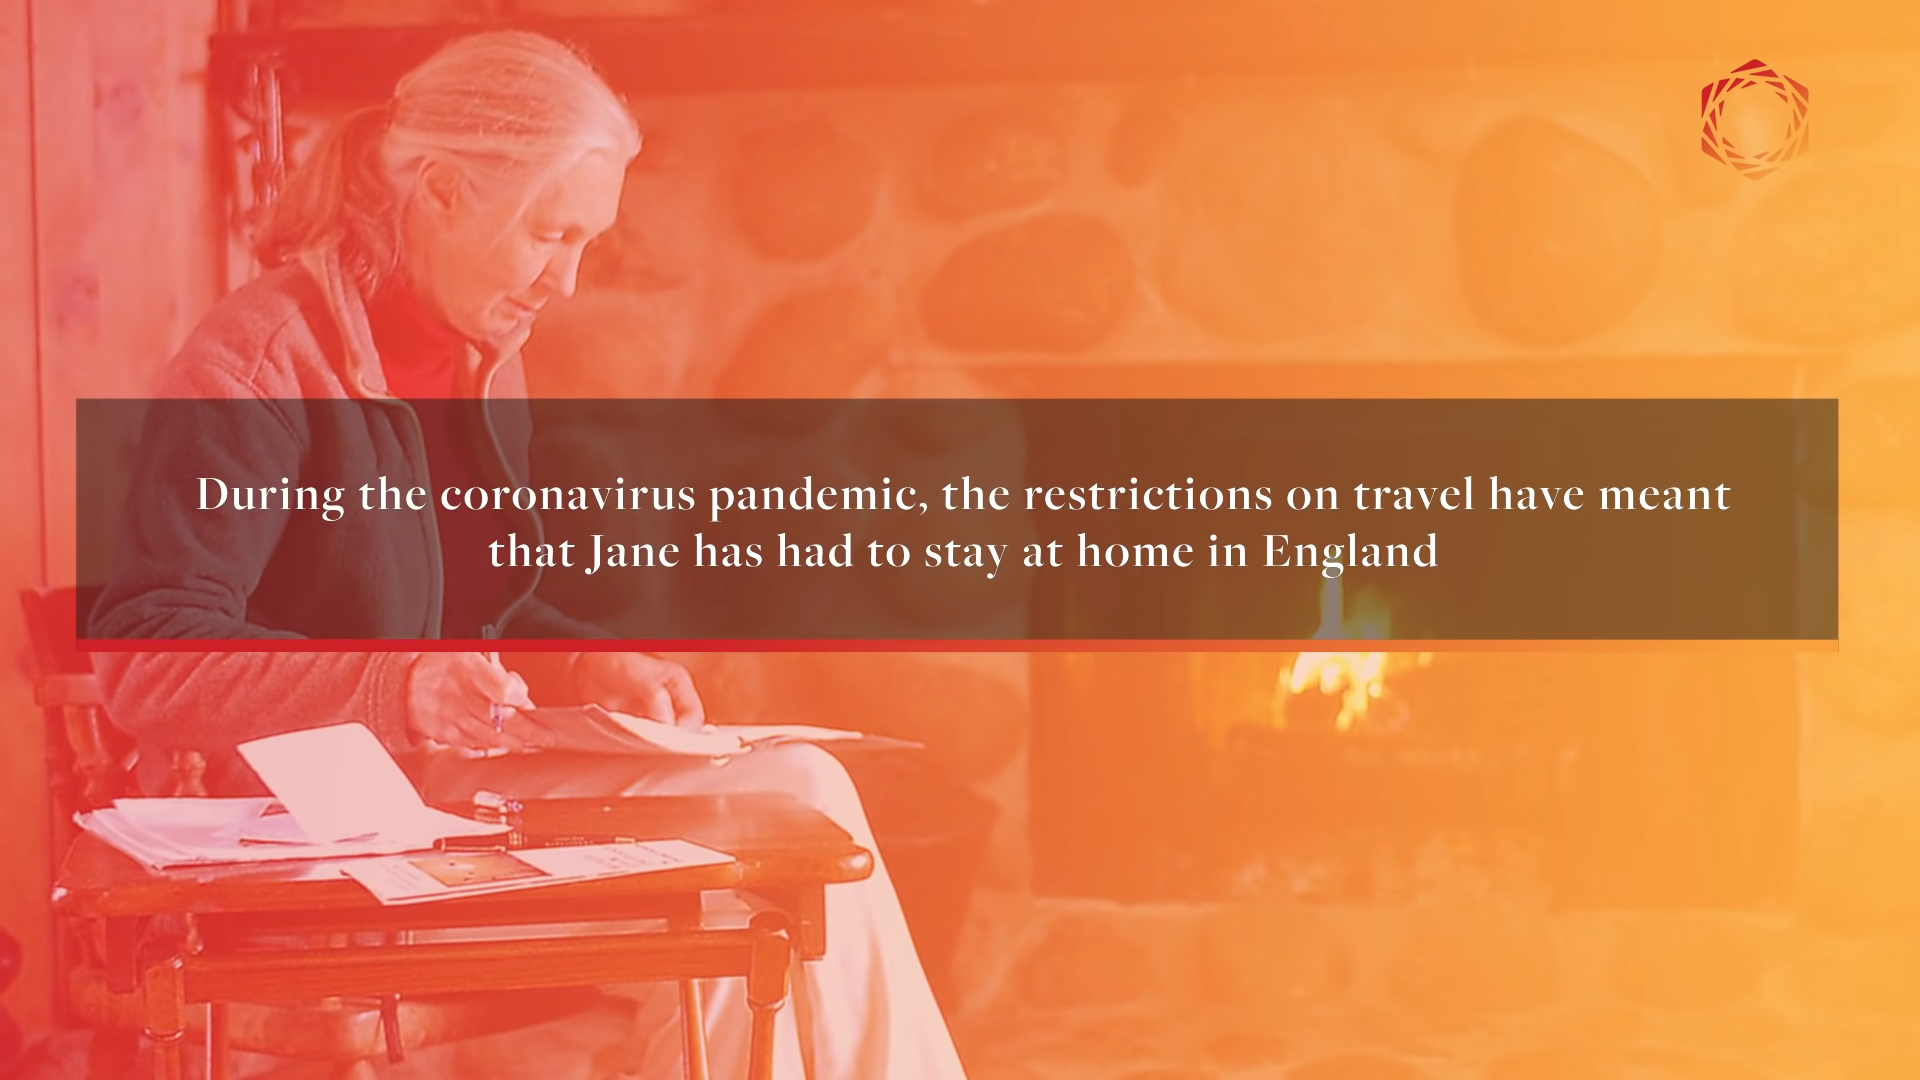 During the coronavirus pandemic, the restrictions on travel have meant
that Jane has had to stay at home in England